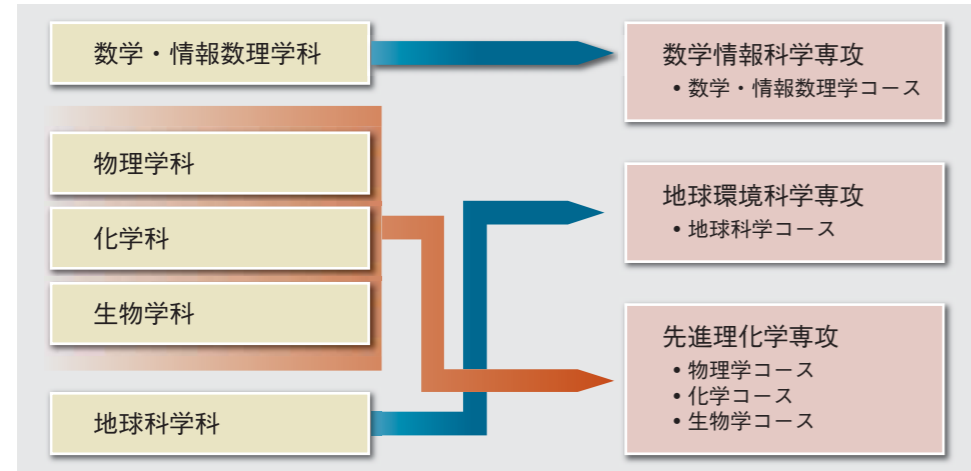 数学・情報数理学科
物理学科
化学科
生物学科
地球科学科
数学情報科学専攻
•数学・情報数理学コース
地球環境科学専攻
•地球科学コース
先進理化学専攻
•物理学コース
•化学コース
•生物学コース